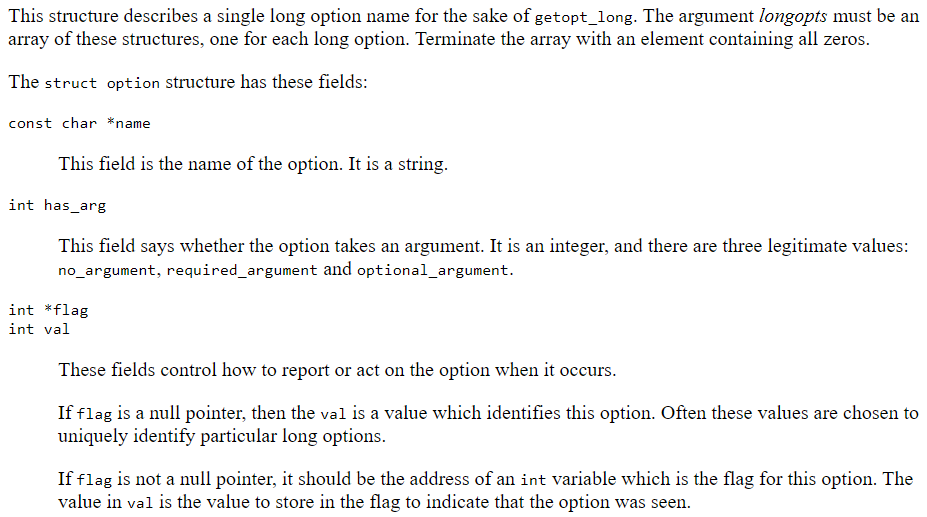 This structure describes a single long option name for the sake of getopt_long. The argument longopts must be an
array of these structures, one for each long option. Terminate the array with an element containing all zeros.
The struct option structure has these fields:
const char *name
This field is the name of the option. It is a string.
int has_arg
This field says whether the option takes an argument. It is an integer, and there are three legitimate values:
no_argument, required_argument and optional_argument.
int *flag
int val
These fields control how to report or act on the option when it occurs.
If flag is a null pointer, then the val is a value which identifies this option. Often these values are chosen to
uniquely identify particular long options.
If flag is not a null pointer, it should be the address of an int variable which is the flag for this option. The
value in val is the value to store in the flag to indicate that the option was seen.